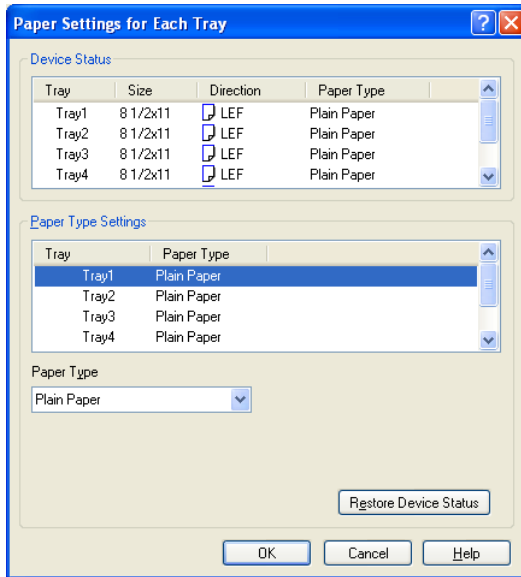 Paper Settings for Each Tray
Device Status
Tray Size Direction Paper Type
Tray1 8 1/2x11 LEF Plain Paper
Tray2 8 1/2x11 LEF Plain Paper
Tray3 8 1/2x11 LEF Plain Paper
Tray4 8 1/2x11 LEF Plain Paper
Paper Type Settings
Tray Paper Type
Tray1 Plain Paper
Tray2 Plain Paper
Tray3 Plain Paper
Tray4 Plain Paper
Paper Type
Plain Paper
Restore Device Status
OK Cancel Help